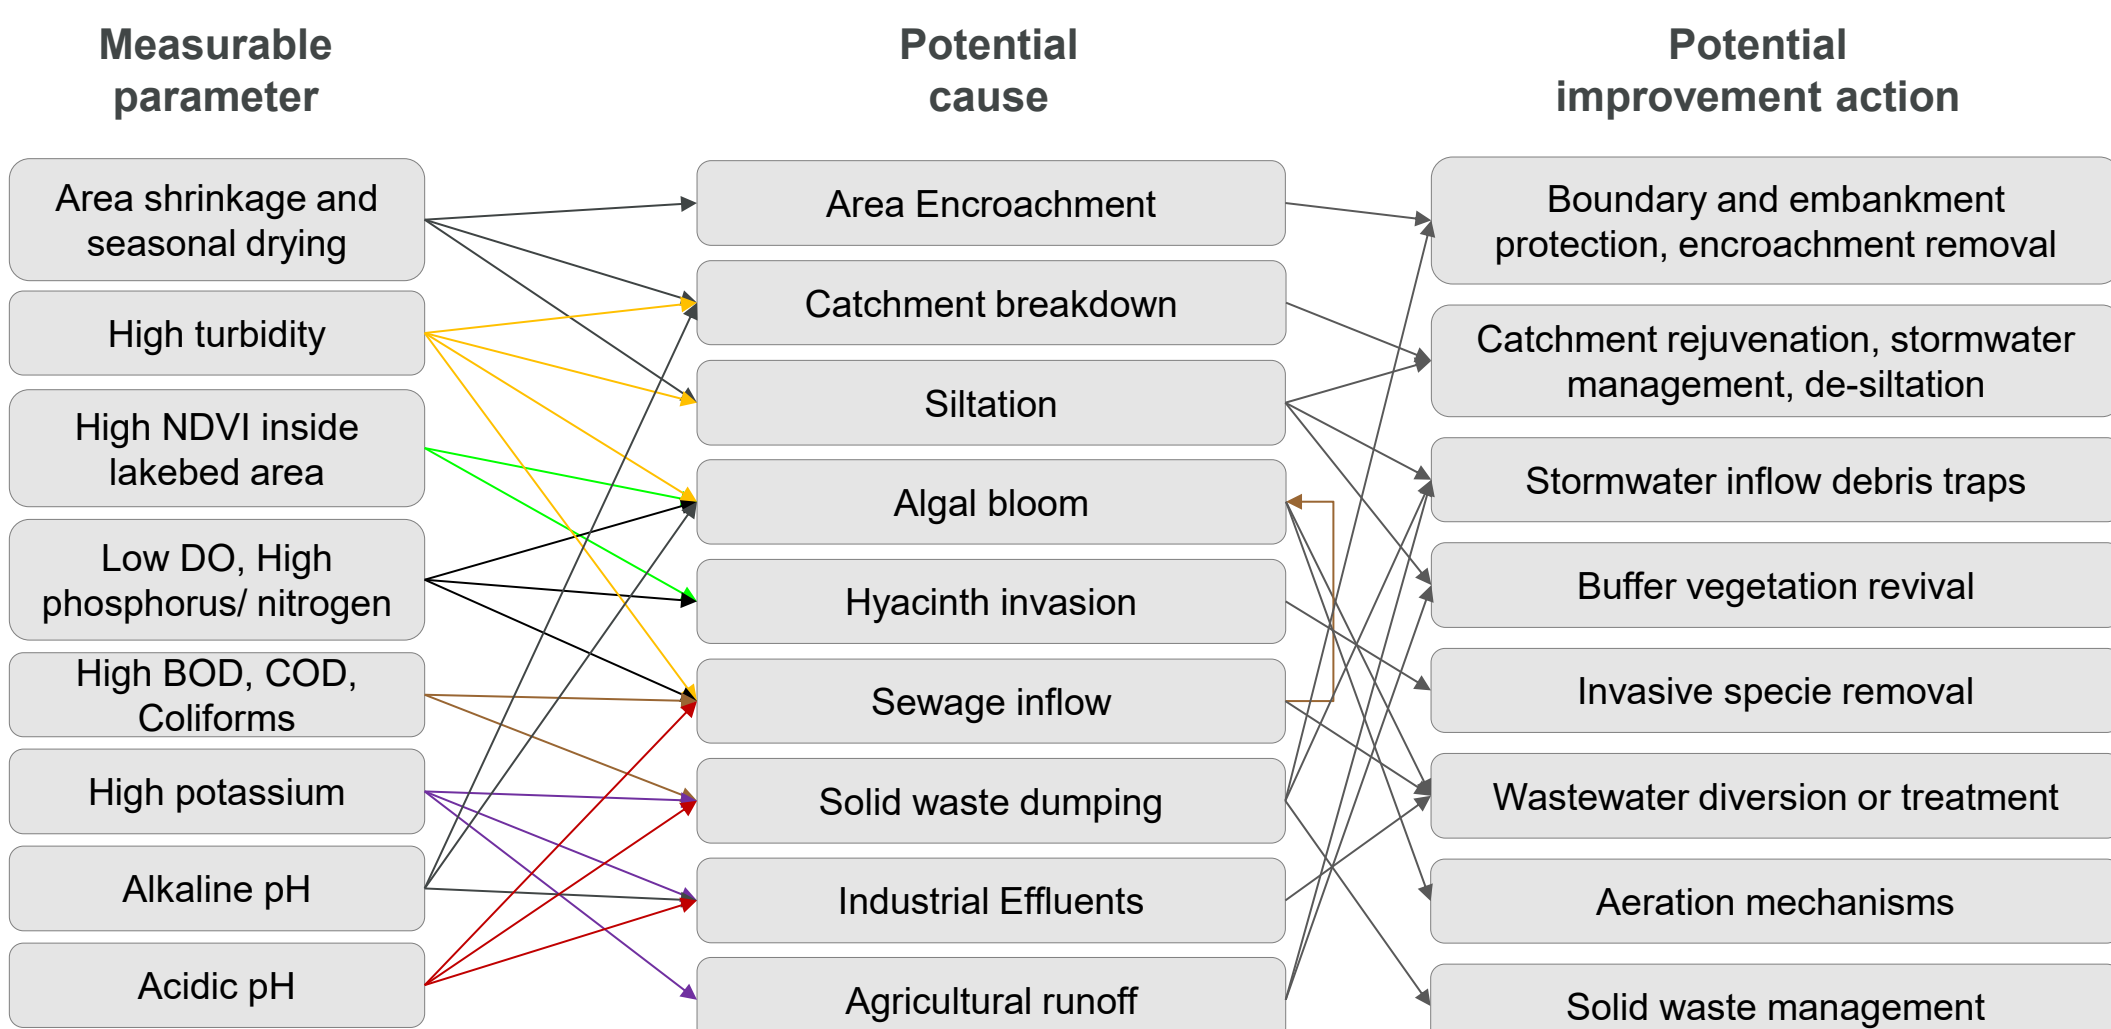 Measurable
parameter
Potential
cause
Potential
improvement action
Area shrinkage and
seasonal drying
High turbidity
High NDVI inside
lakebed area
Low DO, High
phosphorus/ nitrogen
High BOD, COD,
Coliforms
High potassium
Alkaline pH
Acidic pH
Area Encroachment
Catchment breakdown
Siltation
Algal bloom
Hyacinth invasion
Sewage inflow
Solid waste dumping
Industrial Effluents
Agricultural runoff
Boundary and embankment
protection, encroachment removal
Catchment rejuvenation, stormwater
management, de-siltation
Stormwater inflow debris traps
Buffer vegetation revival
Invasive specie removal
Wastewater diversion or treatment
Aeration mechanisms
Solid waste management